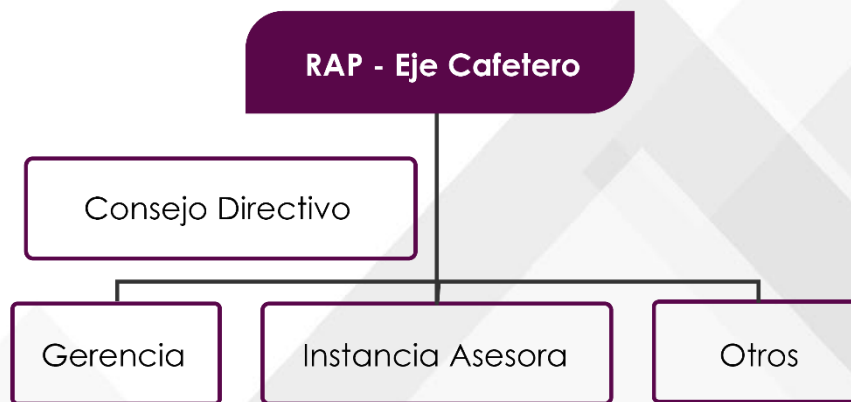 RAP - Eje Cafetero
Consejo Directivo
Gerencia
Instancia Asesora
Otros